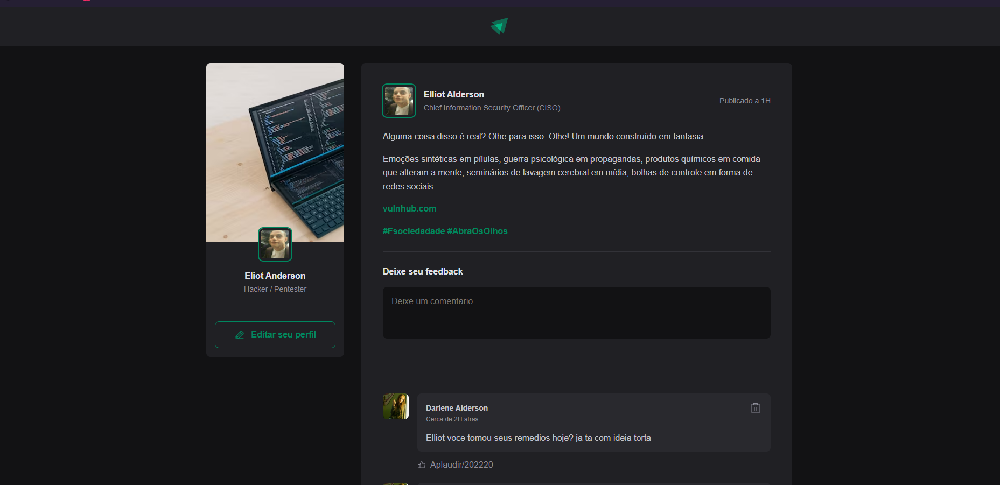 Elliot Alderson
Chief Information Security Officer (CISO)
Publicado a 1H
Alguma coisa disso é real? Olhe para isso. Olhe! Um mundo construído em fantasia.
Emoções sintéticas em pílulas, guerra psicológica em propagandas, produtos químicos em comida
que alteram a mente, seminários de lavagem cerebral em mídia, bolhas de controle em forma de
redes sociais.
vulnhub.com
#Fsociedadade #AbraOsOlhos
Eliot Anderson
Hacker / Pentester
Editar seu perfil
Deixe seu feedback
Deixe um comentario
Darlene Alderson
Cerca de 2H atras
Elliot voce tomou seus remedios hoje? ja ta com ideia torta
Aplaudir/202220